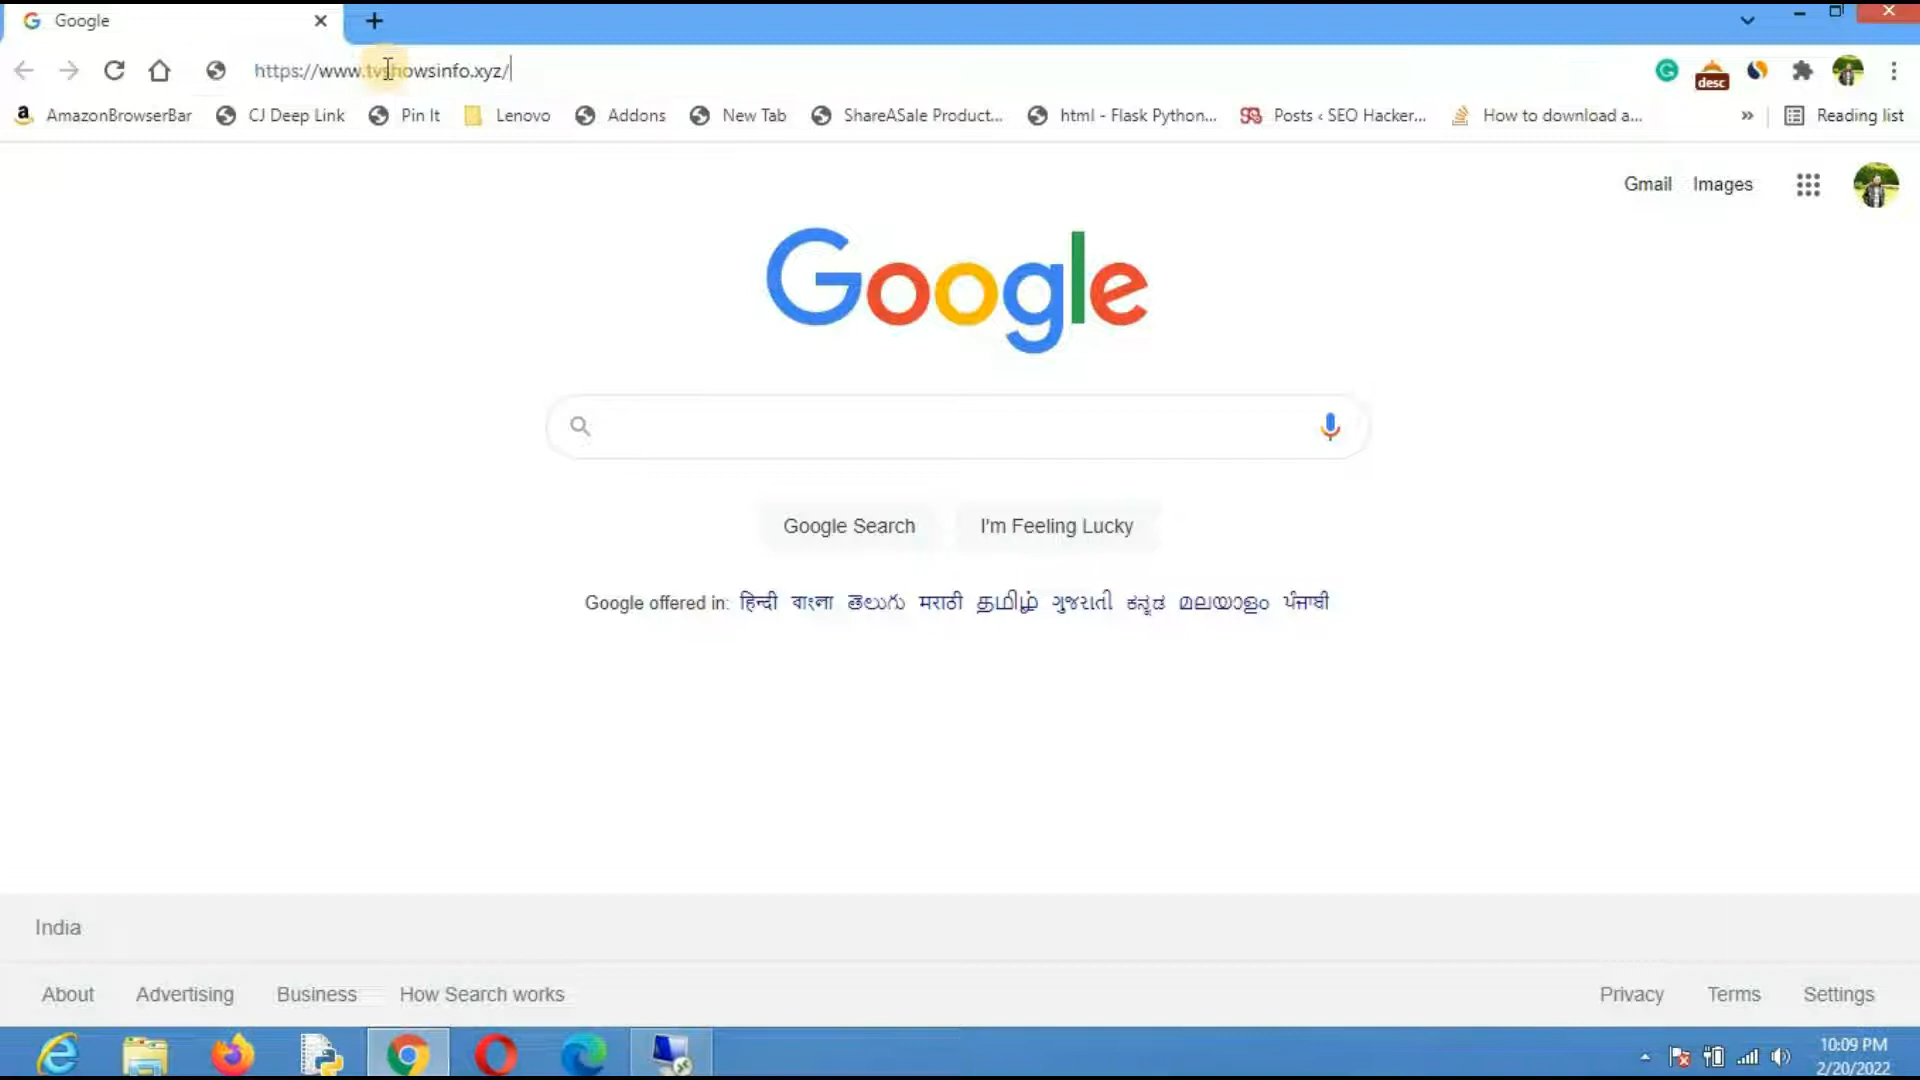 Google
https://www.tvshowsinfo.xyz/
desc
AmazonBrowserBar CJ Deep Link Pin It Lenovo Addons New Tab ShareASale Product... html - Flask Python... Posts ‹ SEO Hacker... How to download a... » Reading list
Gmail Images
Google
Google Search I'm Feeling Lucky
Google offered in: हिन्दी বাংলা తెలుగు मराठी தமிழ் ગુજરાતી ಕನ್ನಡ മലയാളം ਪੰਜਾਬੀ
India
About Advertising Business How Search works Privacy Terms Settings
10:09 PM
2/20/2022